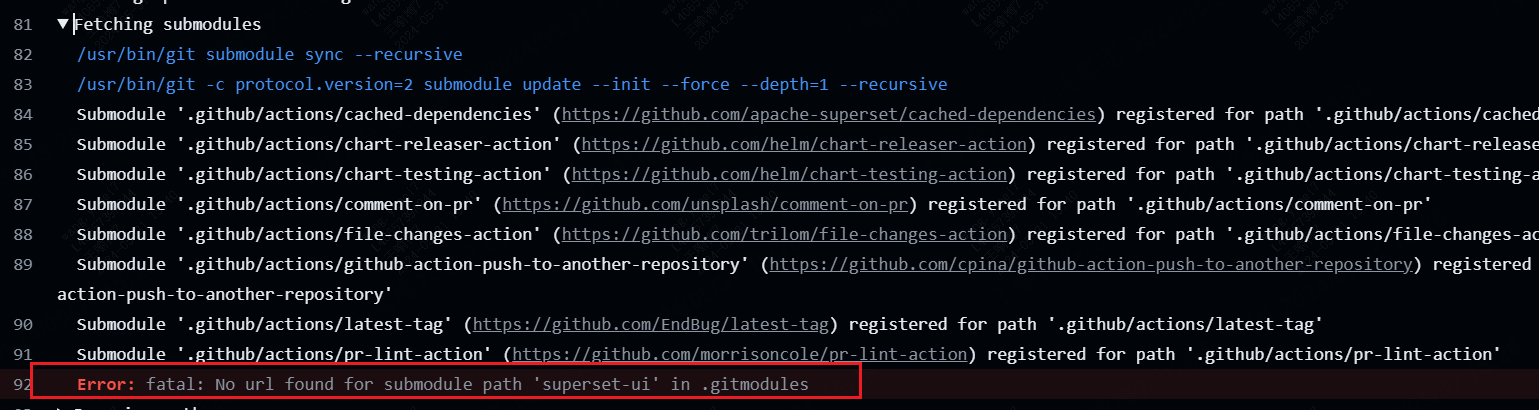 81 ▼Fetching submodules
82 /usr/bin/git submodule sync --recursive
83 /usr/bin/git -c protocol.version=2 submodule update --init --force --depth=1 --recursive
84 Submodule '.github/actions/cached-dependencies' (https://github.com/apache-superset/cached-dependencies) registered for path '.github/actions/cached
85 Submodule '.github/actions/chart-releaser-action' (https://github.com/helm/chart-releaser-action) registered for path '.github/actions/chart-release
86 Submodule '.github/actions/chart-testing-action' (https://github.com/helm/chart-testing-action) registered for path '.github/actions/chart-testing-a
87 Submodule '.github/actions/comment-on-pr' (https://github.com/unsplash/comment-on-pr) registered for path '.github/actions/comment-on-pr'
88 Submodule '.github/actions/file-changes-action' (https://github.com/trilom/file-changes-action) registered for path '.github/actions/file-changes-ac
89 Submodule '.github/actions/github-action-push-to-another-repository' (https://github.com/cpina/github-action-push-to-another-repository) registered
action-push-to-another-repository'
90 Submodule '.github/actions/latest-tag' (https://github.com/EndBug/latest-tag) registered for path '.github/actions/latest-tag'
91 Submodule '.github/actions/pr-lint-action' (https://github.com/morrisoncole/pr-lint-action) registered for path '.github/actions/pr-lint-action'
92 Error: fatal: No url found for submodule path 'superset-ui' in .gitmodules